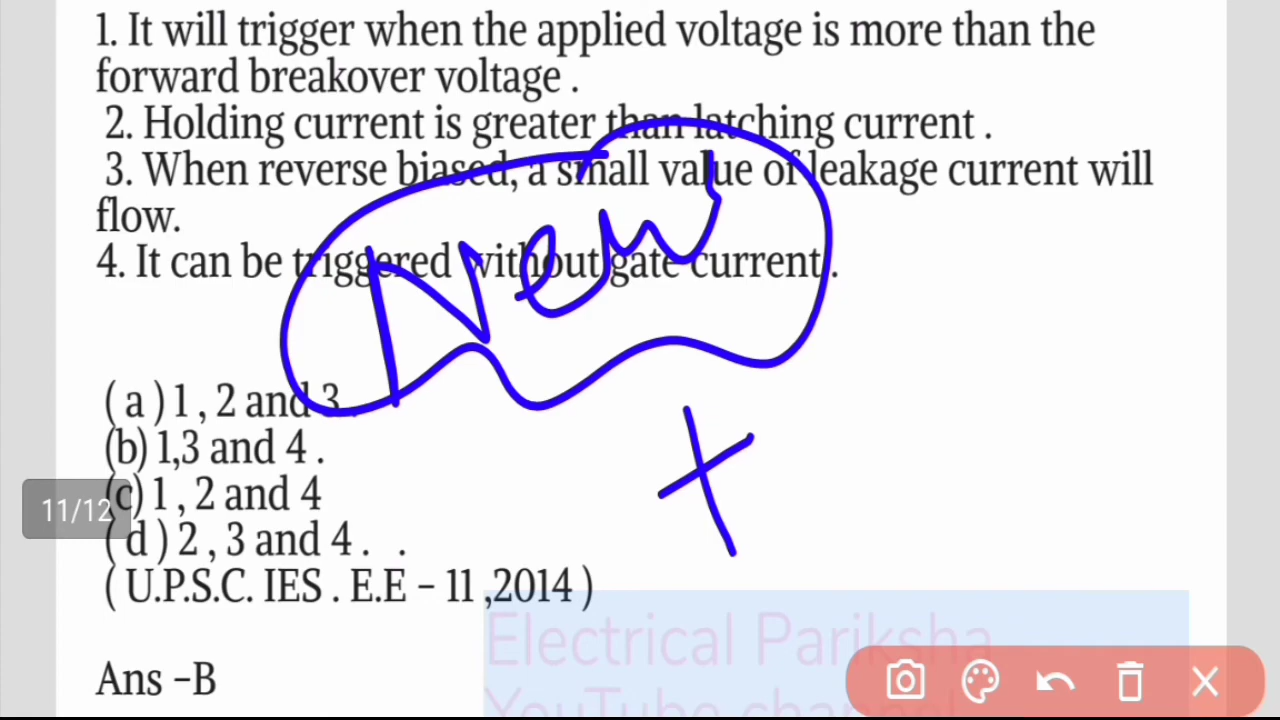 1. It will trigger when the applied voltage is more than the
forward breakover voltage .
2. Holding current is greater than latching current .
3. When reverse biased, a small value of leakage current will
flow.
4. It can be triggered without gate current .
New
( a ) 1 , 2 and 3 .
(b) 1,3 and 4 .
(c) 1 , 2 and 4
11/12
( d ) 2 , 3 and 4 . .
( U.P.S.C. IES . E.E - 11 ,2014 )
Electrical Pariksha
Ans -B
YouTube channel